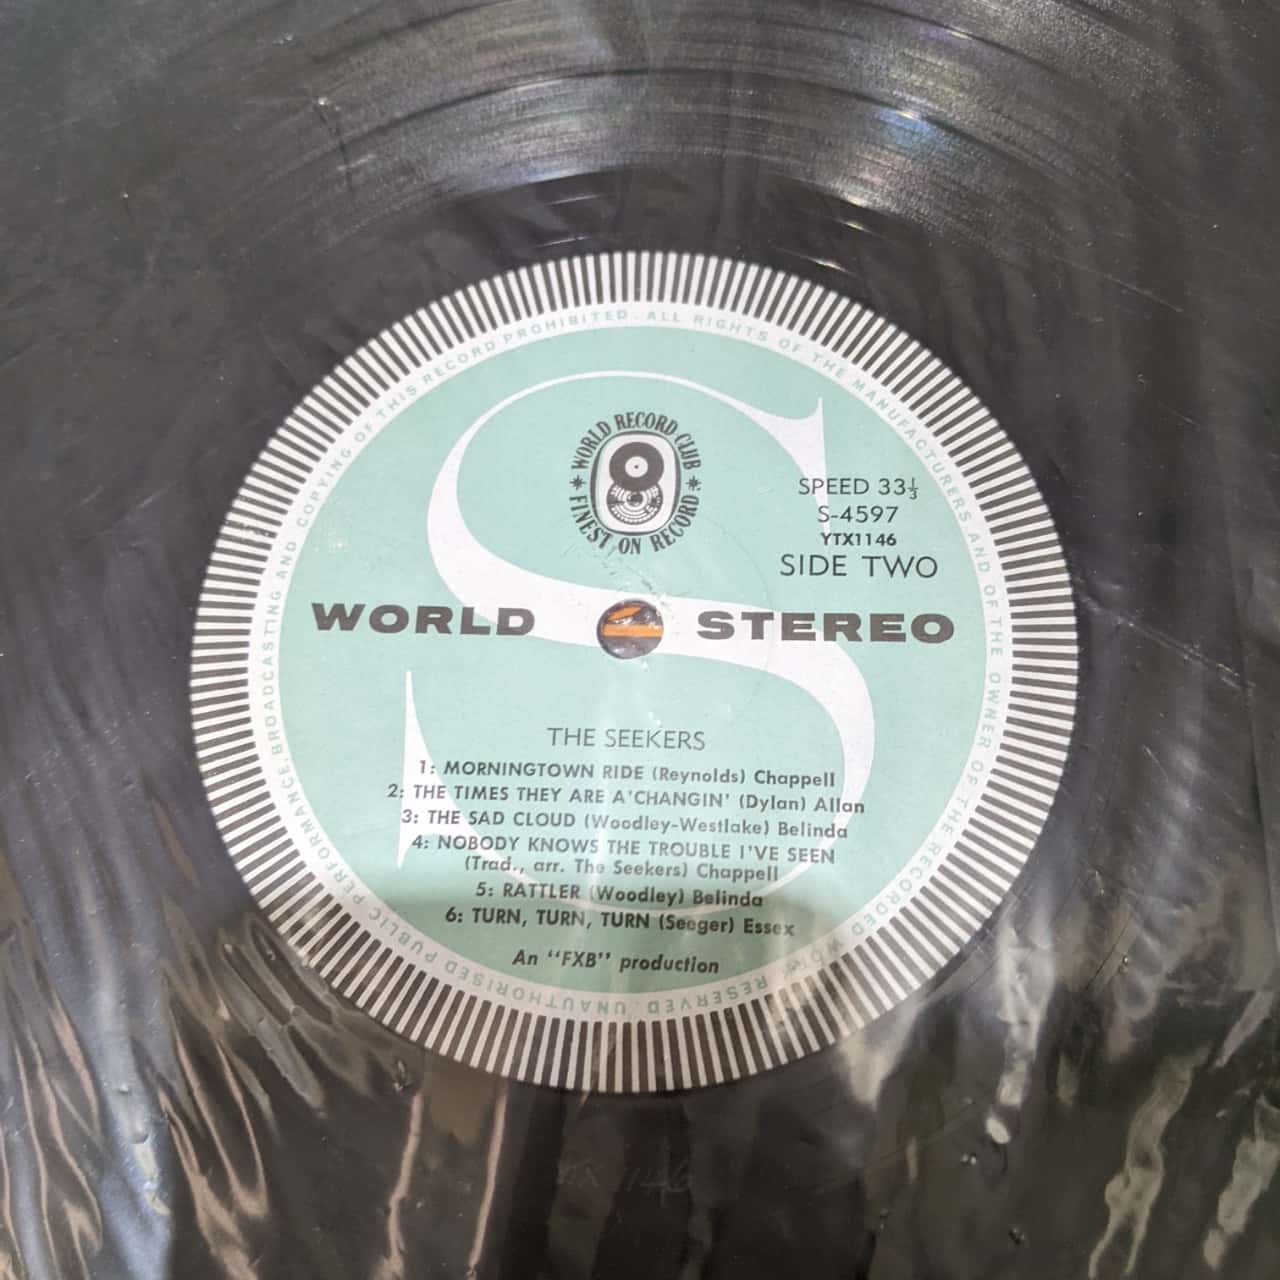 UNAUTHORISED PUBLIC PERFORMANCE, BROADCASTING AND COPYING OF THIS RECORD PROHIBITED. ALL RIGHTS OF THE MANUFACTURERS AND OF THE OWNER OF THE RECORDED WORK RESERVED.
WORLD RECORD CLUB
FINEST ON RECORD
SPEED 33⅓
S-4597
YTX1146
SIDE TWO
WORLD STEREO
THE SEEKERS
1: MORNINGTOWN RIDE (Reynolds) Chappell
2: THE TIMES THEY ARE A'CHANGIN' (Dylan) Allan
3: THE SAD CLOUD (Woodley-Westlake) Belinda
4: NOBODY KNOWS THE TROUBLE I'VE SEEN
(Trad., arr. The Seekers) Chappell
5: RATTLER (Woodley) Belinda
6: TURN, TURN, TURN (Seeger) Essex
An "FXB" production